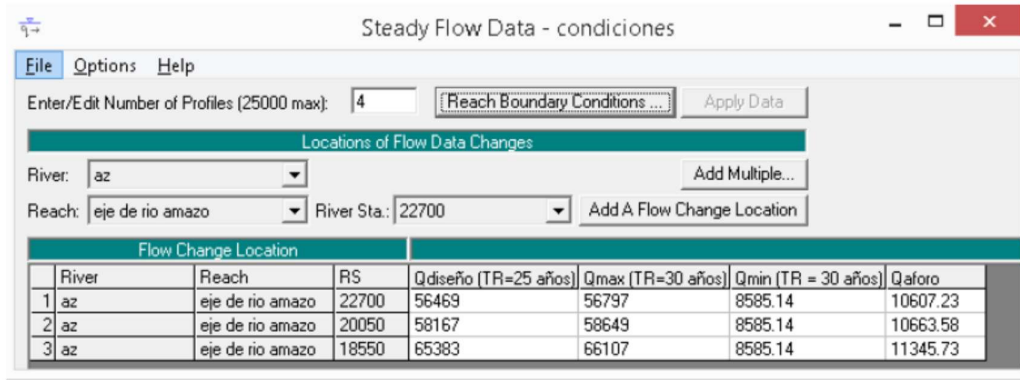 Steady Flow Data - condiciones
File Options Help
Enter/Edit Number of Profiles (25000 max): 4 Reach Boundary Conditions ... Apply Data
Locations of Flow Data Changes
River: az Add Multiple...
Reach: eje de rio amazo River Sta.: 22700 Add A Flow Change Location
Flow Change Location
River Reach RS Qdiseño (TR=25 años) Qmax (TR=30 años) Qmin (TR = 30 años) Qaforo
1 az eje de rio amazo 22700 56469 56797 8585.14 10607.23
2 az eje de rio amazo 20050 58167 58649 8585.14 10663.58
3 az eje de rio amazo 18550 65383 66107 8585.14 11345.73